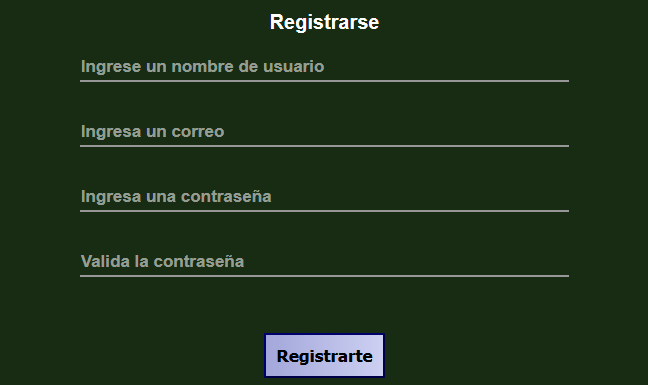 Registrarse
Ingrese un nombre de usuario
Ingresa un correo
Ingresa una contraseña
Valida la contraseña
Registrarte